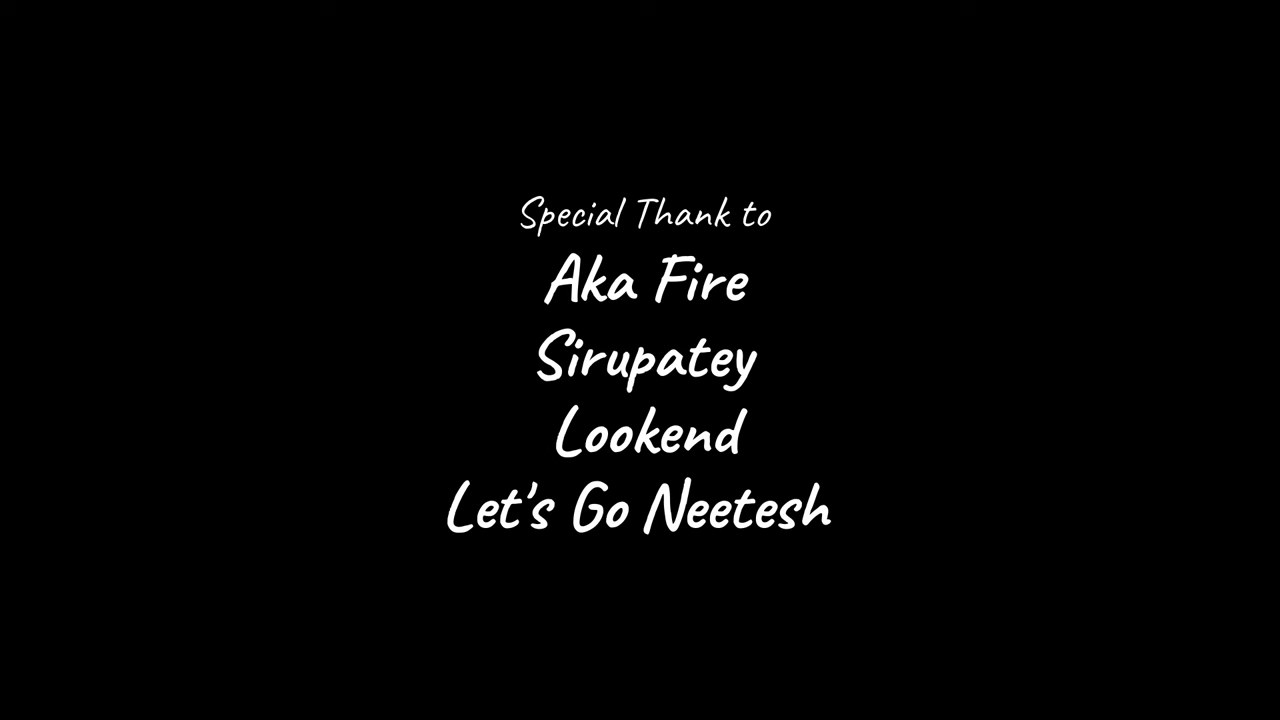 Special Thank to
Aka Fire
Sirupatey
Lookend
Let's Go Neetesh